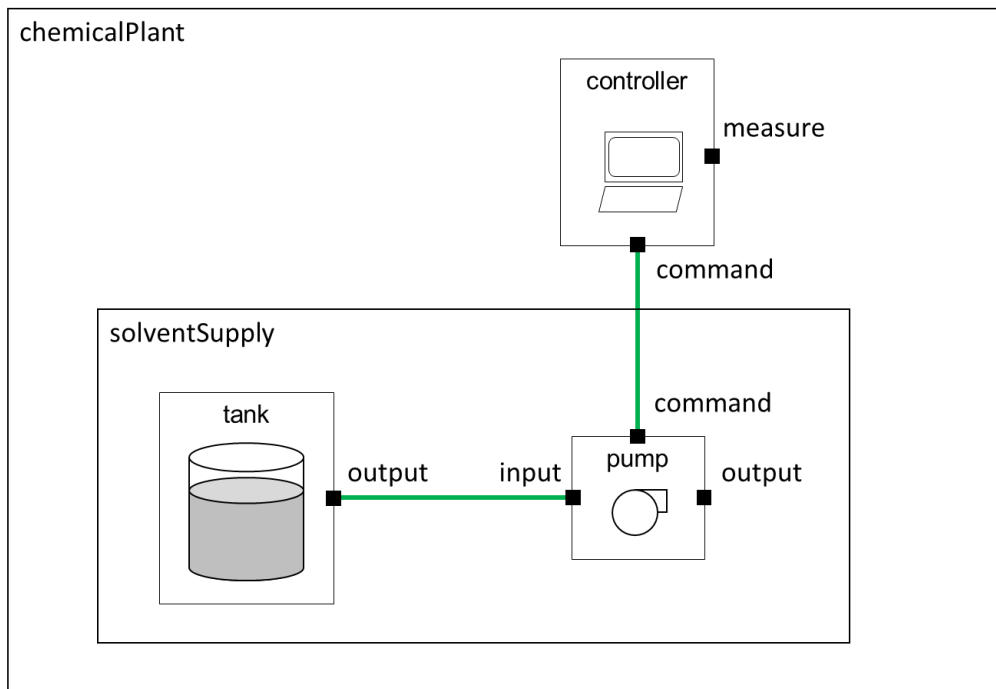 chemicalPlant
controller
measure
command
solventSupply
command
tank
pump
output
input
output